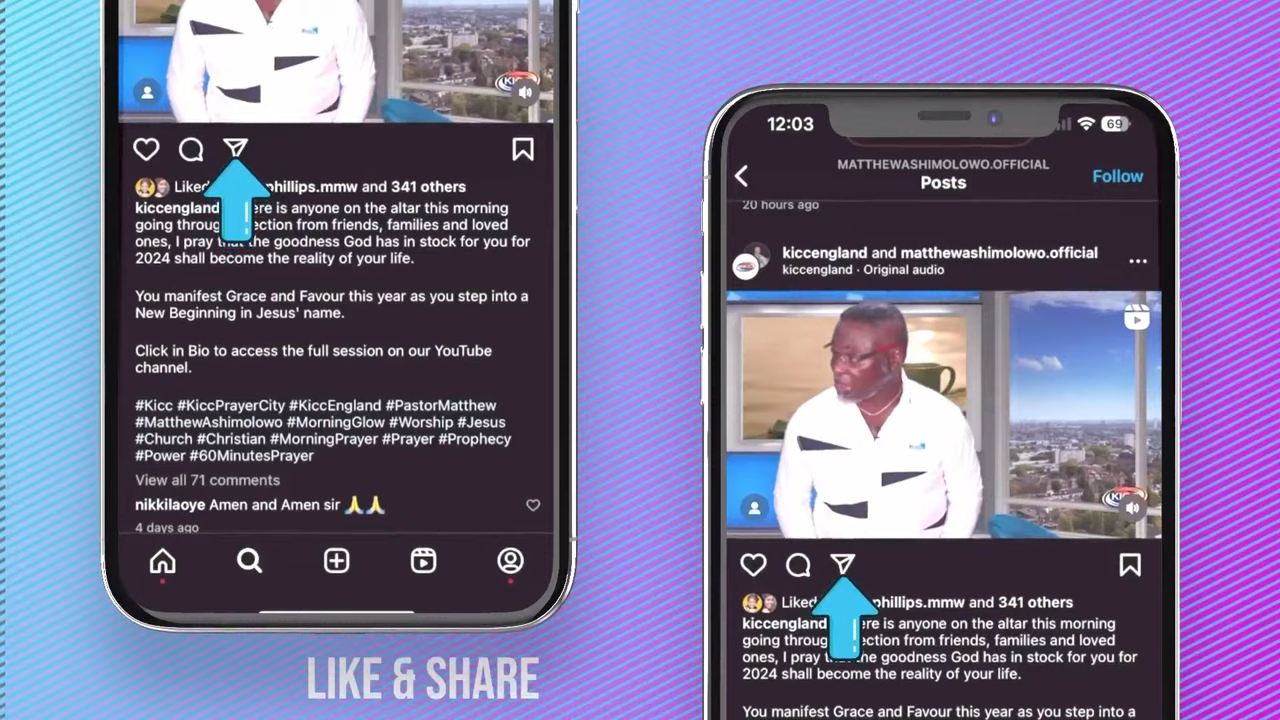 Liked phillips.mmw and 341 others
kiccengland ere is anyone on the altar this morning
going throug ection from friends, families and loved
ones, I pray that the goodness God has in stock for you for
2024 shall become the reality of your life.
You manifest Grace and Favour this year as you step into a
New Beginning in Jesus' name.
Click in Bio to access the full session on our YouTube
channel.
#Kicc #KiccPrayerCity #KiccEngland #PastorMatthew
#MatthewAshimolowo #MorningGlow #Worship #Jesus
#Church #Christian #MorningPrayer #Prayer #Prophecy
#Power #60MinutesPrayer
View all 71 comments
nikkilaoye Amen and Amen sir 🙏🙏
4 days ago
LIKE & SHARE
12:03
69
MATTHEWASHIMOLOWO.OFFICIAL
Posts
Follow
20 hours ago
kiccengland and matthewashimolowo.official
kiccengland · Original audio
Liked phillips.mmw and 341 others
kiccengland ere is anyone on the altar this morning
going throug ection from friends, families and loved
ones, I pray that the goodness God has in stock for you for
2024 shall become the reality of your life.
You manifest Grace and Favour this year as you step into a